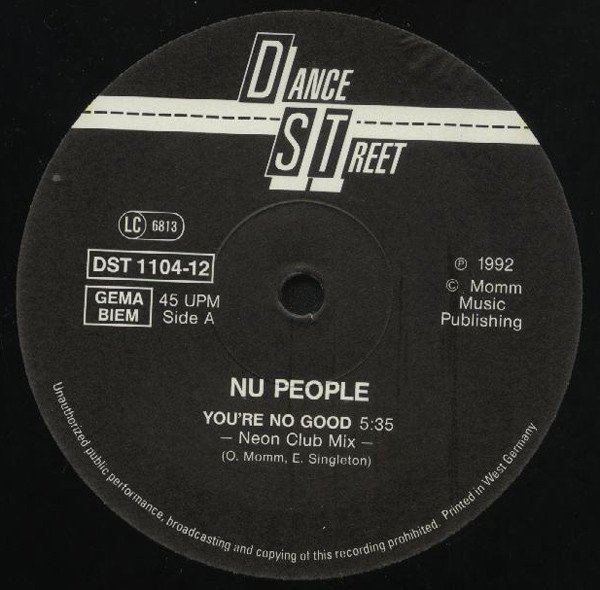 DANCE
STREET
LC 6813
DST 1104-12
GEMA
BIEM
45 UPM
Side A
℗ 1992
© Momm
Music
Publishing
NU PEOPLE
YOU'RE NO GOOD 5:35
– Neon Club Mix –
(O. Momm, E. Singleton)
Unauthorized public performance, broadcasting and copying of this recording prohibited. Printed in West Germany